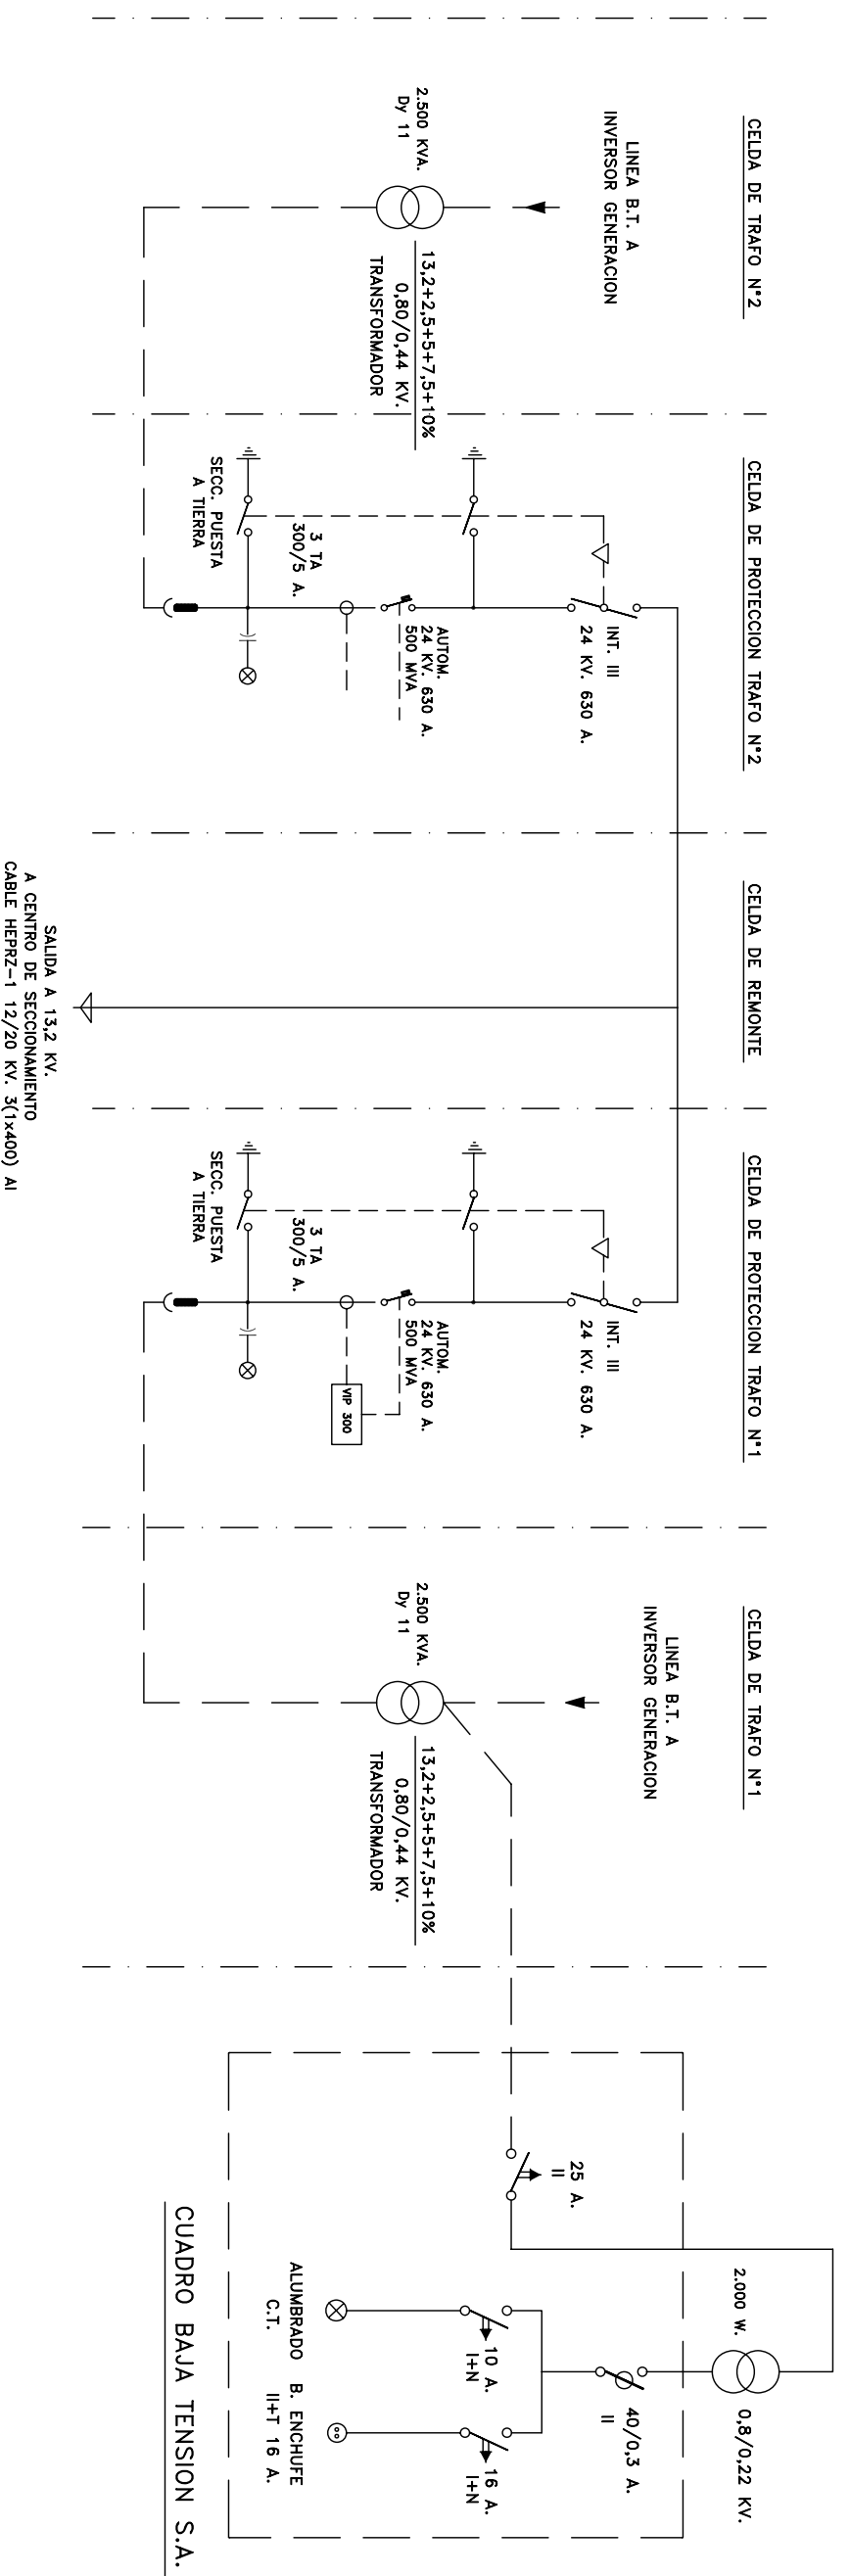 CELDA DE TRAFO N°2
LINEA B.T. A
INVERSOR GENERACION
2.500 KVA.
Dy 11
13,2+2,5+5+7,5+10%
0,80/0,44 KV.
TRANSFORMADOR
CELDA DE PROTECCION TRAFO N°2
INT. III
24 KV. 630 A.
AUTOM.
24 KV. 630 A.
500 MVA
3 TA
300/5 A.
SECC. PUESTA
A TIERRA
CELDA DE REMONTE
SALIDA A 13,2 KV.
A CENTRO DE SECCIONAMIENTO
CABLE HEPRZ-1 12/20 KV. 3(1x400) Al
CELDA DE PROTECCION TRAFO N°1
INT. III
24 KV. 630 A.
AUTOM.
24 KV. 630 A.
500 MVA
VIP 300
3 TA
300/5 A.
SECC. PUESTA
A TIERRA
CELDA DE TRAFO N°1
LINEA B.T. A
INVERSOR GENERACION
2.500 KVA.
Dy 11
13,2+2,5+5+7,5+10%
0,80/0,44 KV.
TRANSFORMADOR
2.000 W.
0,8/0,22 KV.
25 A.
II
40/0,3 A.
II
10 A.
I+N
16 A.
I+N
ALUMBRADO
C.T.
B. ENCHUFE
II+T 16 A.
CUADRO BAJA TENSION S.A.